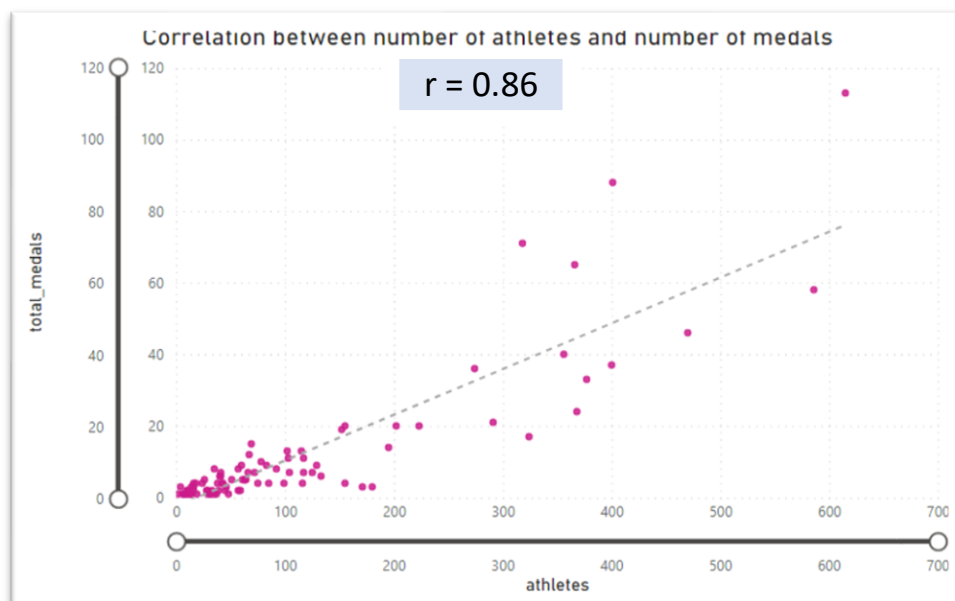 Correlation between number of athletes and number of medals
r = 0.86
120 120
100 100
80 80
60 60
40 40
20 20
0 0
total_medals
0 100 200 300 400 500 600 700
0 100 200 300 400 500 600 700
athletes